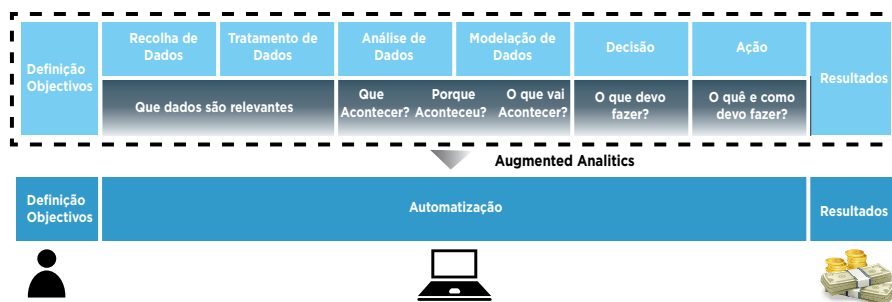 Definição
Objectivos
Recolha de
Dados
Tratamento de
Dados
Análise de
Dados
Modelação de
Dados
Decisão
Ação
Resultados
Que dados são relevantes
Que
Acontecer?
Porque
Aconteceu?
O que vai
Acontecer?
O que devo
fazer?
O quê e como
devo fazer?
Augmented Analitics
Definição
Objectivos
Automatização
Resultados